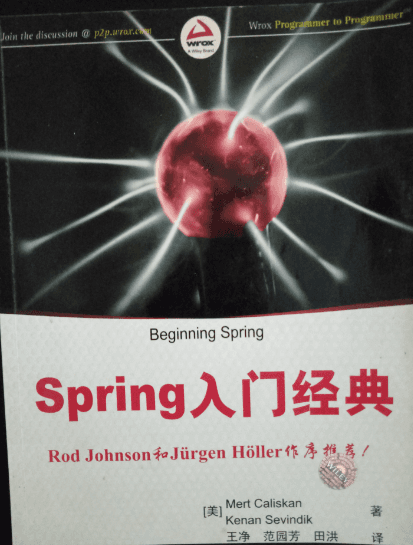 Join the discussion @ p2p.wrox.com
Wrox Programmer to Programmer™
wrox
A Wiley Brand
Beginning Spring
Spring入门经典
Rod Johnson和Jürgen Höller作序推荐！
[美] Mert Caliskan 著
Kenan Sevindik
王净 范园芳 田洪 译